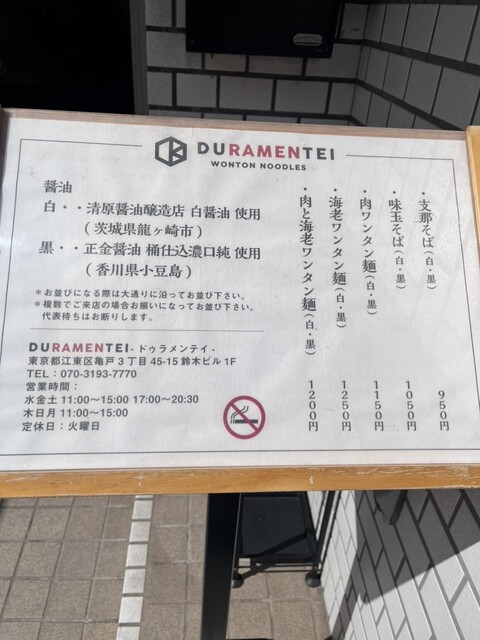 DURAMENTEI
WONTON NOODLES
醤油
白・・清原醤油醸造店 白醤油 使用
(茨城県龍ヶ崎市)
黒・・正金醤油 桶仕込濃口純 使用
(香川県小豆島)
＊お並びになる際は大通りに沿ってお並び下さい。
＊複数でご来店の場合お揃いになってお並び下さい。
代表待ちはお断りします。
DURAMENTEI-ドゥラメンテイ-
東京都江東区亀戸3丁目45-15 鈴木ビル1F
TEL：070-3193-7770
営業時間：
水金土 11:00〜15:00 17:00〜20:30
木日月 11:00〜15:00
定休日：火曜日
・支那そば(白・黒) 950円
・味玉そば(白・黒) 1050円
・肉ワンタン麺(白・黒) 1150円
・海老ワンタン麺(白・黒) 1250円
・肉と海老ワンタン麺(白・黒) 1200円